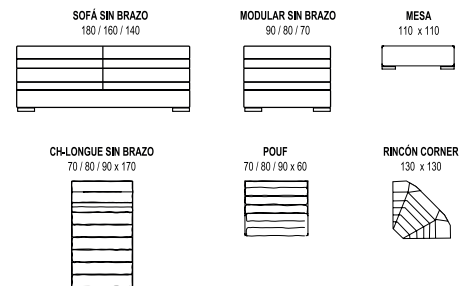 SOFÁ SIN BRAZO
180 / 160 / 140
MODULAR SIN BRAZO
90 / 80 / 70
MESA
110 x 110
CH-LONGUE SIN BRAZO
70 / 80 / 90 x 170
POUF
70 / 80 / 90 x 60
RINCÓN CORNER
130 x 130